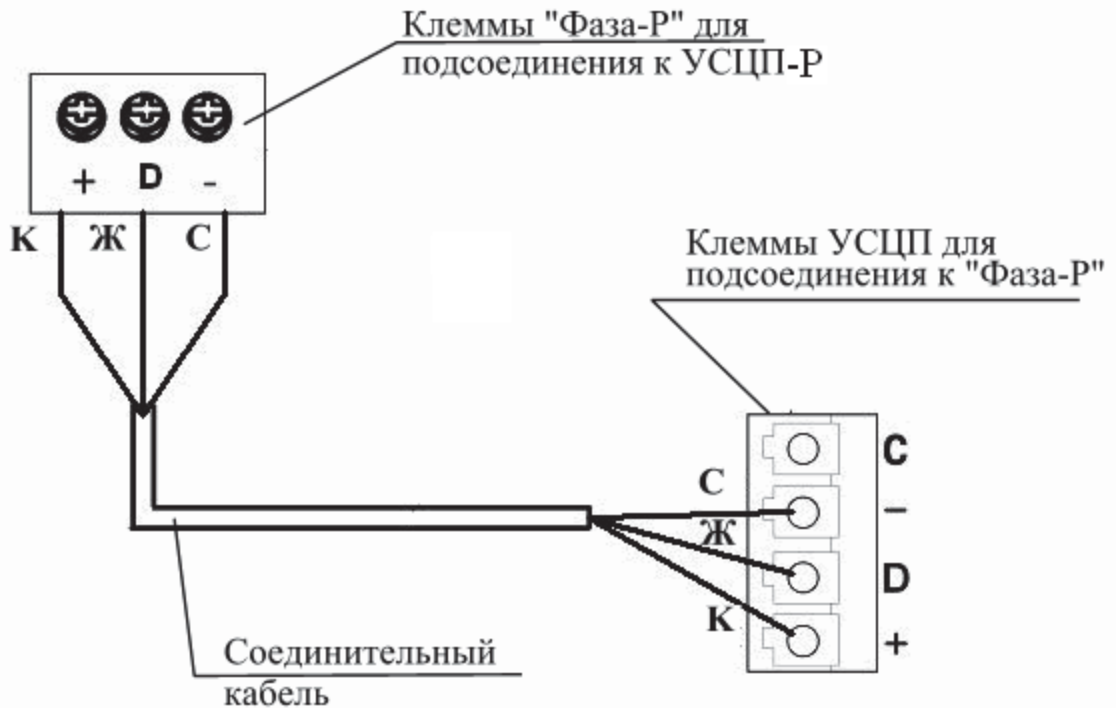 Клеммы "Фаза-Р" для
подсоединения к УСЦП-Р
+ D -
К Ж С
Клеммы УСЦП для
подсоединения к "Фаза-Р"
C
С
–
Ж
D
К
+
Соединительный
кабель